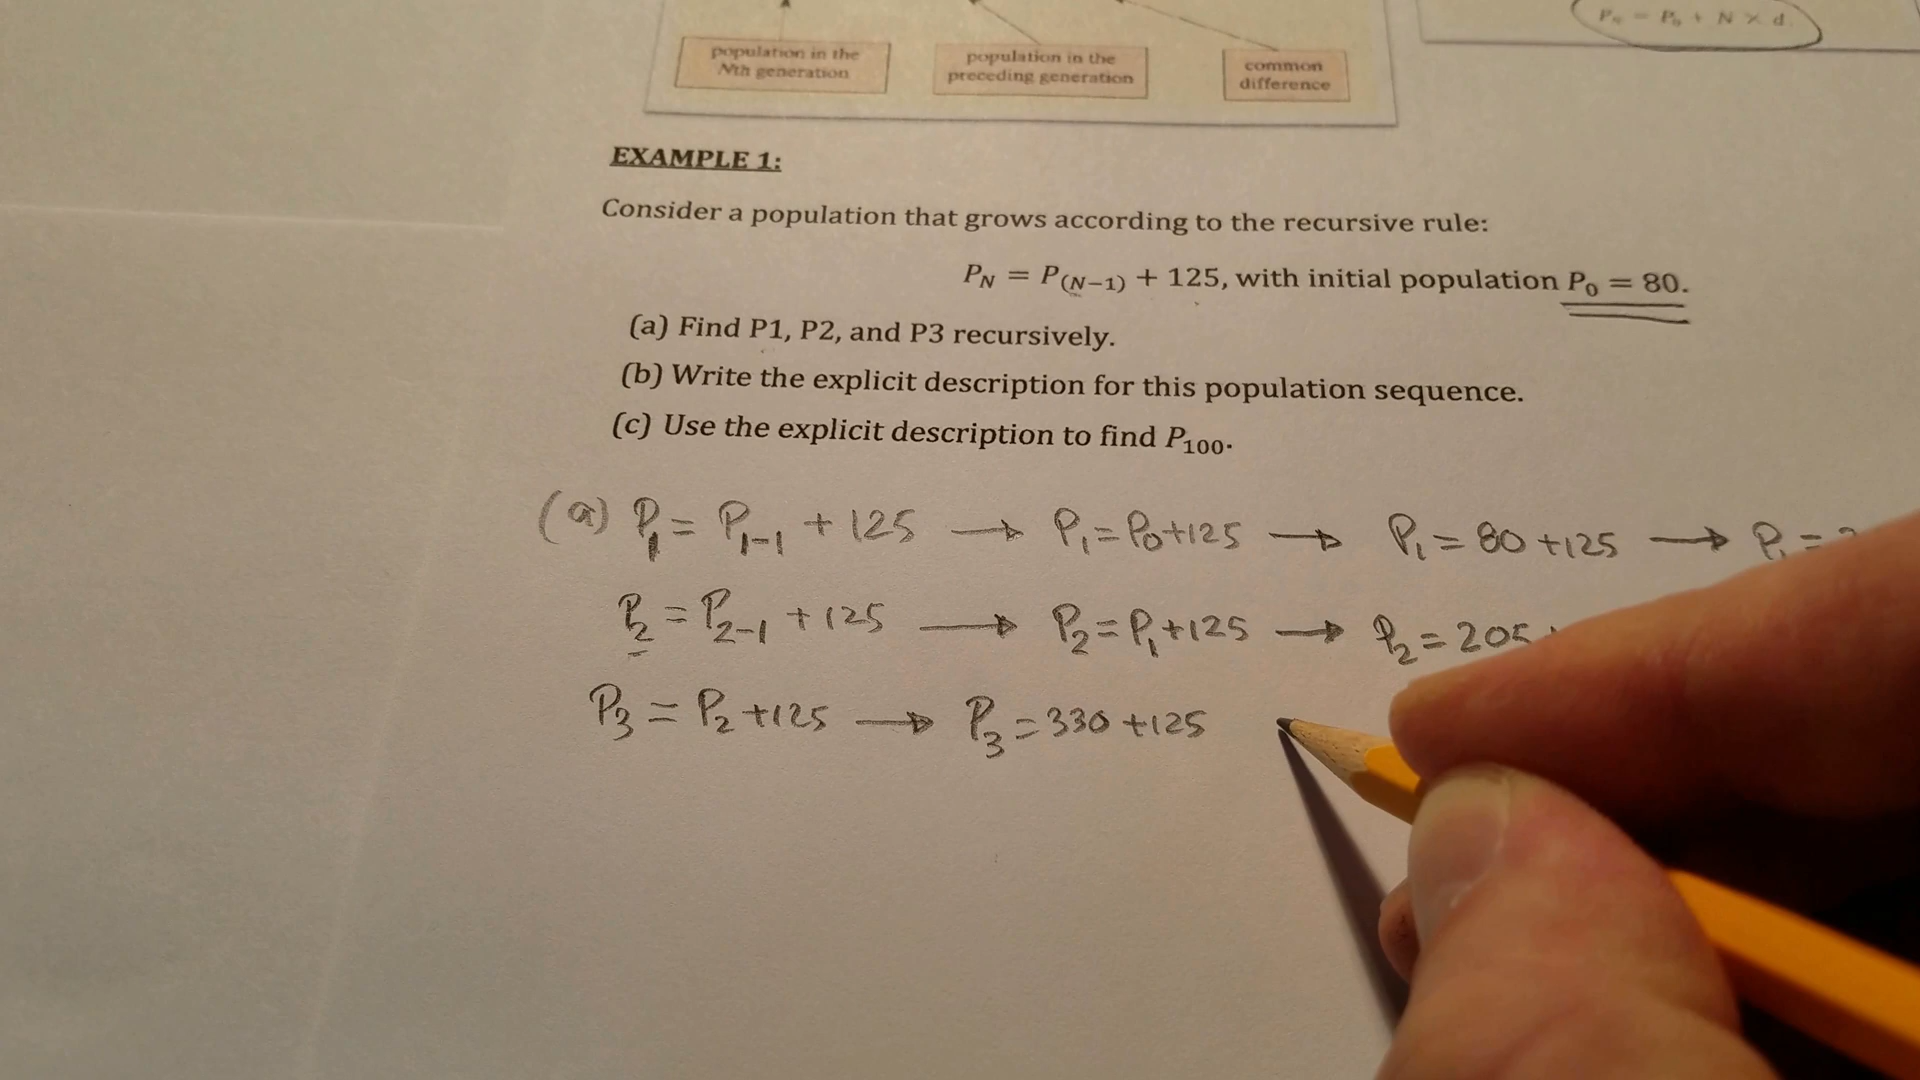 population in the
Nth generation
population in the
preceding generation
common
difference
Pₙ = P₀ + N × d
EXAMPLE 1:
Consider a population that grows according to the recursive rule:
P_N = P_(N−1) + 125, with initial population P₀ = 80.
(a) Find P1, P2, and P3 recursively.
(b) Write the explicit description for this population sequence.
(c) Use the explicit description to find P₁₀₀.
(a) P₁ = P₁₋₁ + 125 → P₁ = P₀ + 125 → P₁ = 80 + 125 → P₁ =
P₂ = P₂₋₁ + 125 → P₂ = P₁ + 125 → P₂ = 205
P₃ = P₂ + 125 → P₃ = 330 + 125